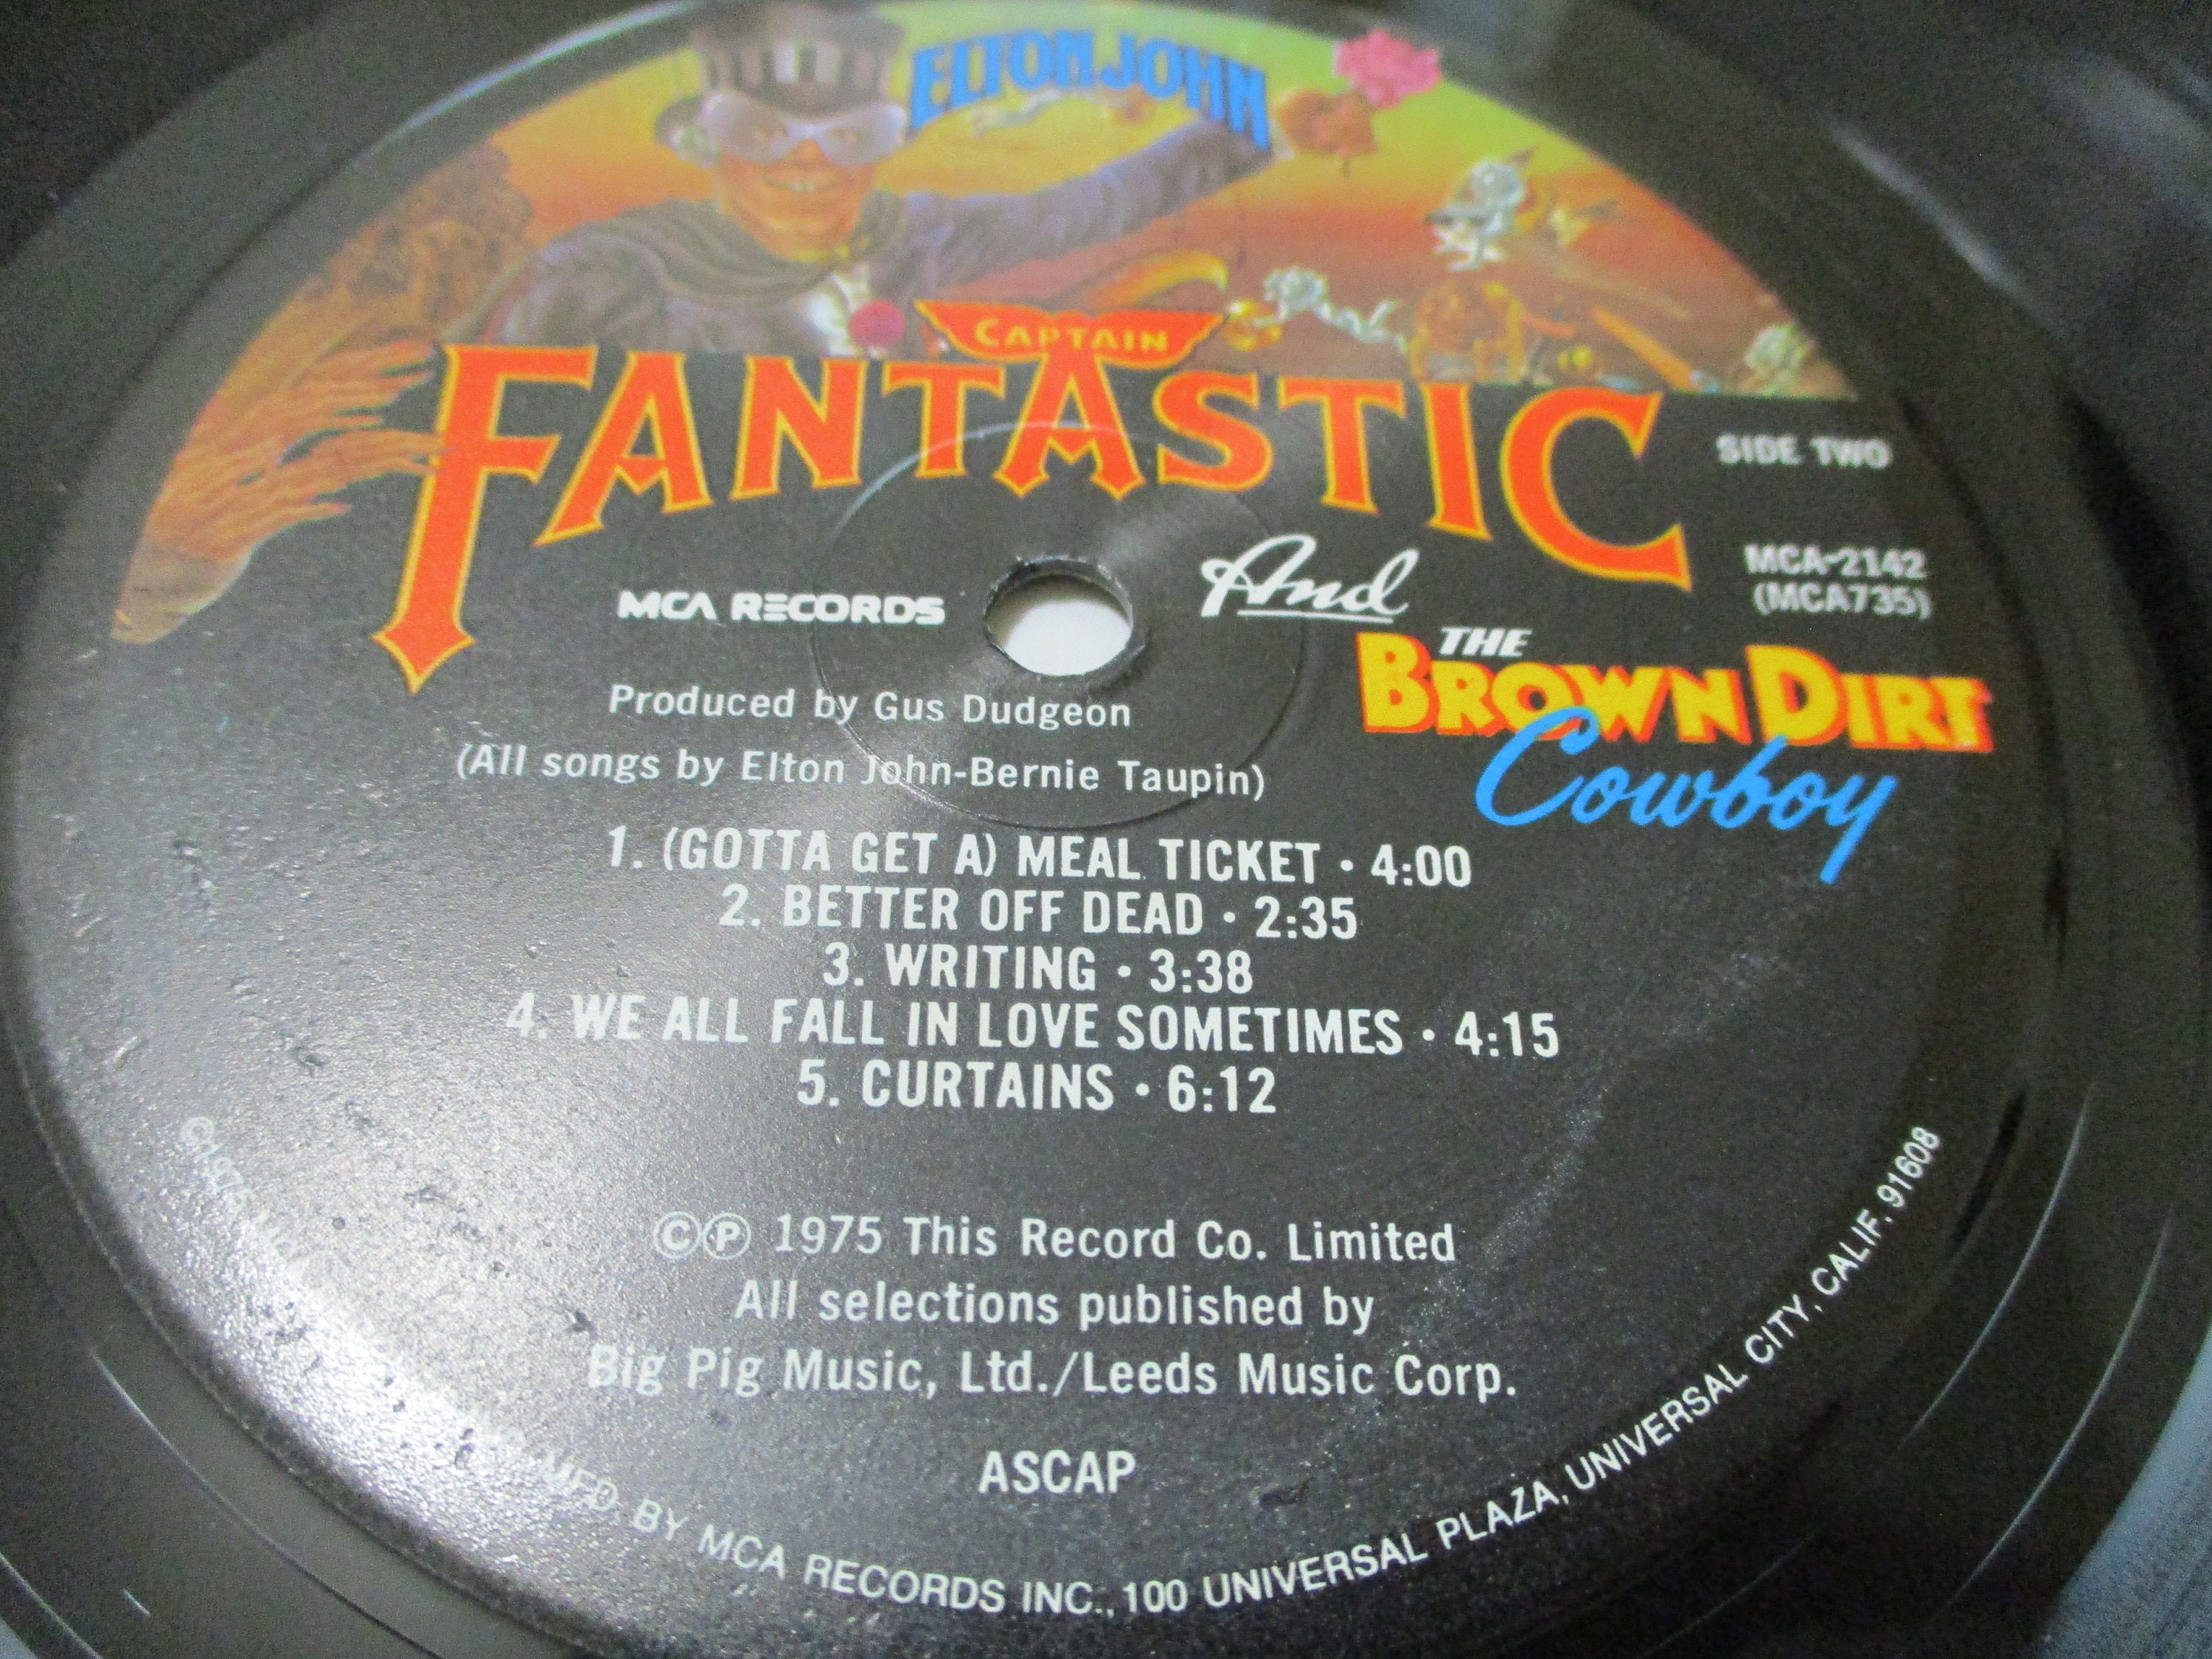 ELTON JOHN
CAPTAIN
FANTASTIC
SIDE TWO
MCA-2142
(MCA735)
And
THE
BROWN DIRT
Cowboy
MCA RECORDS
Produced by Gus Dudgeon
(All songs by Elton John-Bernie Taupin)
1. (GOTTA GET A) MEAL TICKET • 4:00
2. BETTER OFF DEAD • 2:35
3. WRITING • 3:38
4. WE ALL FALL IN LOVE SOMETIMES • 4:15
5. CURTAINS • 6:12
©℗ 1975 This Record Co. Limited
All selections published by
Big Pig Music, Ltd./Leeds Music Corp.
ASCAP
MFD. BY MCA RECORDS INC., 100 UNIVERSAL PLAZA, UNIVERSAL CITY, CALIF. 91608